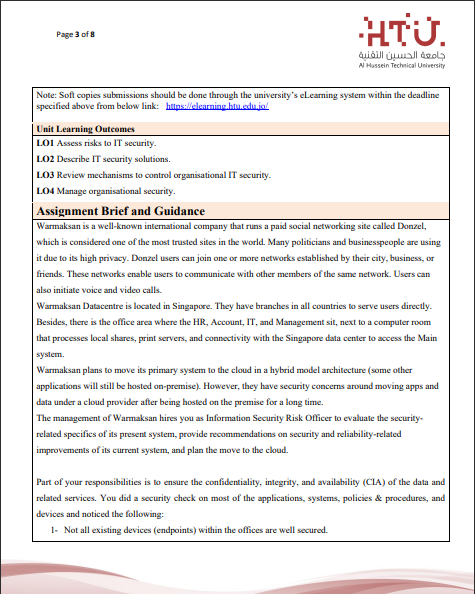 Page 3 of 8
HTU
جامعة الحسين التقنية
Al Hussein Technical University
Note: Soft copies submissions should be done through the university's eLearning system within the deadline
specified above from below link: https://elearning.htu.edu.jo/
Unit Learning Outcomes
LO1 Assess risks to IT security.
LO2 Describe IT security solutions.
LO3 Review mechanisms to control organisational IT security.
LO4 Manage organisational security.
Assignment Brief and Guidance
Warmaksan is a well-known international company that runs a paid social networking site called Donzel,
which is considered one of the most trusted sites in the world. Many politicians and businesspeople are using
it due to its high privacy. Donzel users can join one or more networks established by their city, business, or
friends. These networks enable users to communicate with other members of the same network. Users can
also initiate voice and video calls.
Warmaksan Datacentre is located in Singapore. They have branches in all countries to serve users directly.
Besides, there is the office area where the HR, Account, IT, and Management sit, next to a computer room
that processes local shares, print servers, and connectivity with the Singapore data center to access the Main
system.
Warmaksan plans to move its primary system to the cloud in a hybrid model architecture (some other
applications will still be hosted on-premise). However, they have security concerns around moving apps and
data under a cloud provider after being hosted on the premise for a long time.
The management of Warmaksan hires you as Information Security Risk Officer to evaluate the security-
related specifics of its present system, provide recommendations on security and reliability-related
improvements of its current system, and plan the move to the cloud.
Part of your responsibilities is to ensure the confidentiality, integrity, and availability (CIA) of the data and
related services. You did a security check on most of the applications, systems, policies & procedures, and
devices and noticed the following:
1- Not all existing devices (endpoints) within the offices are well secured.